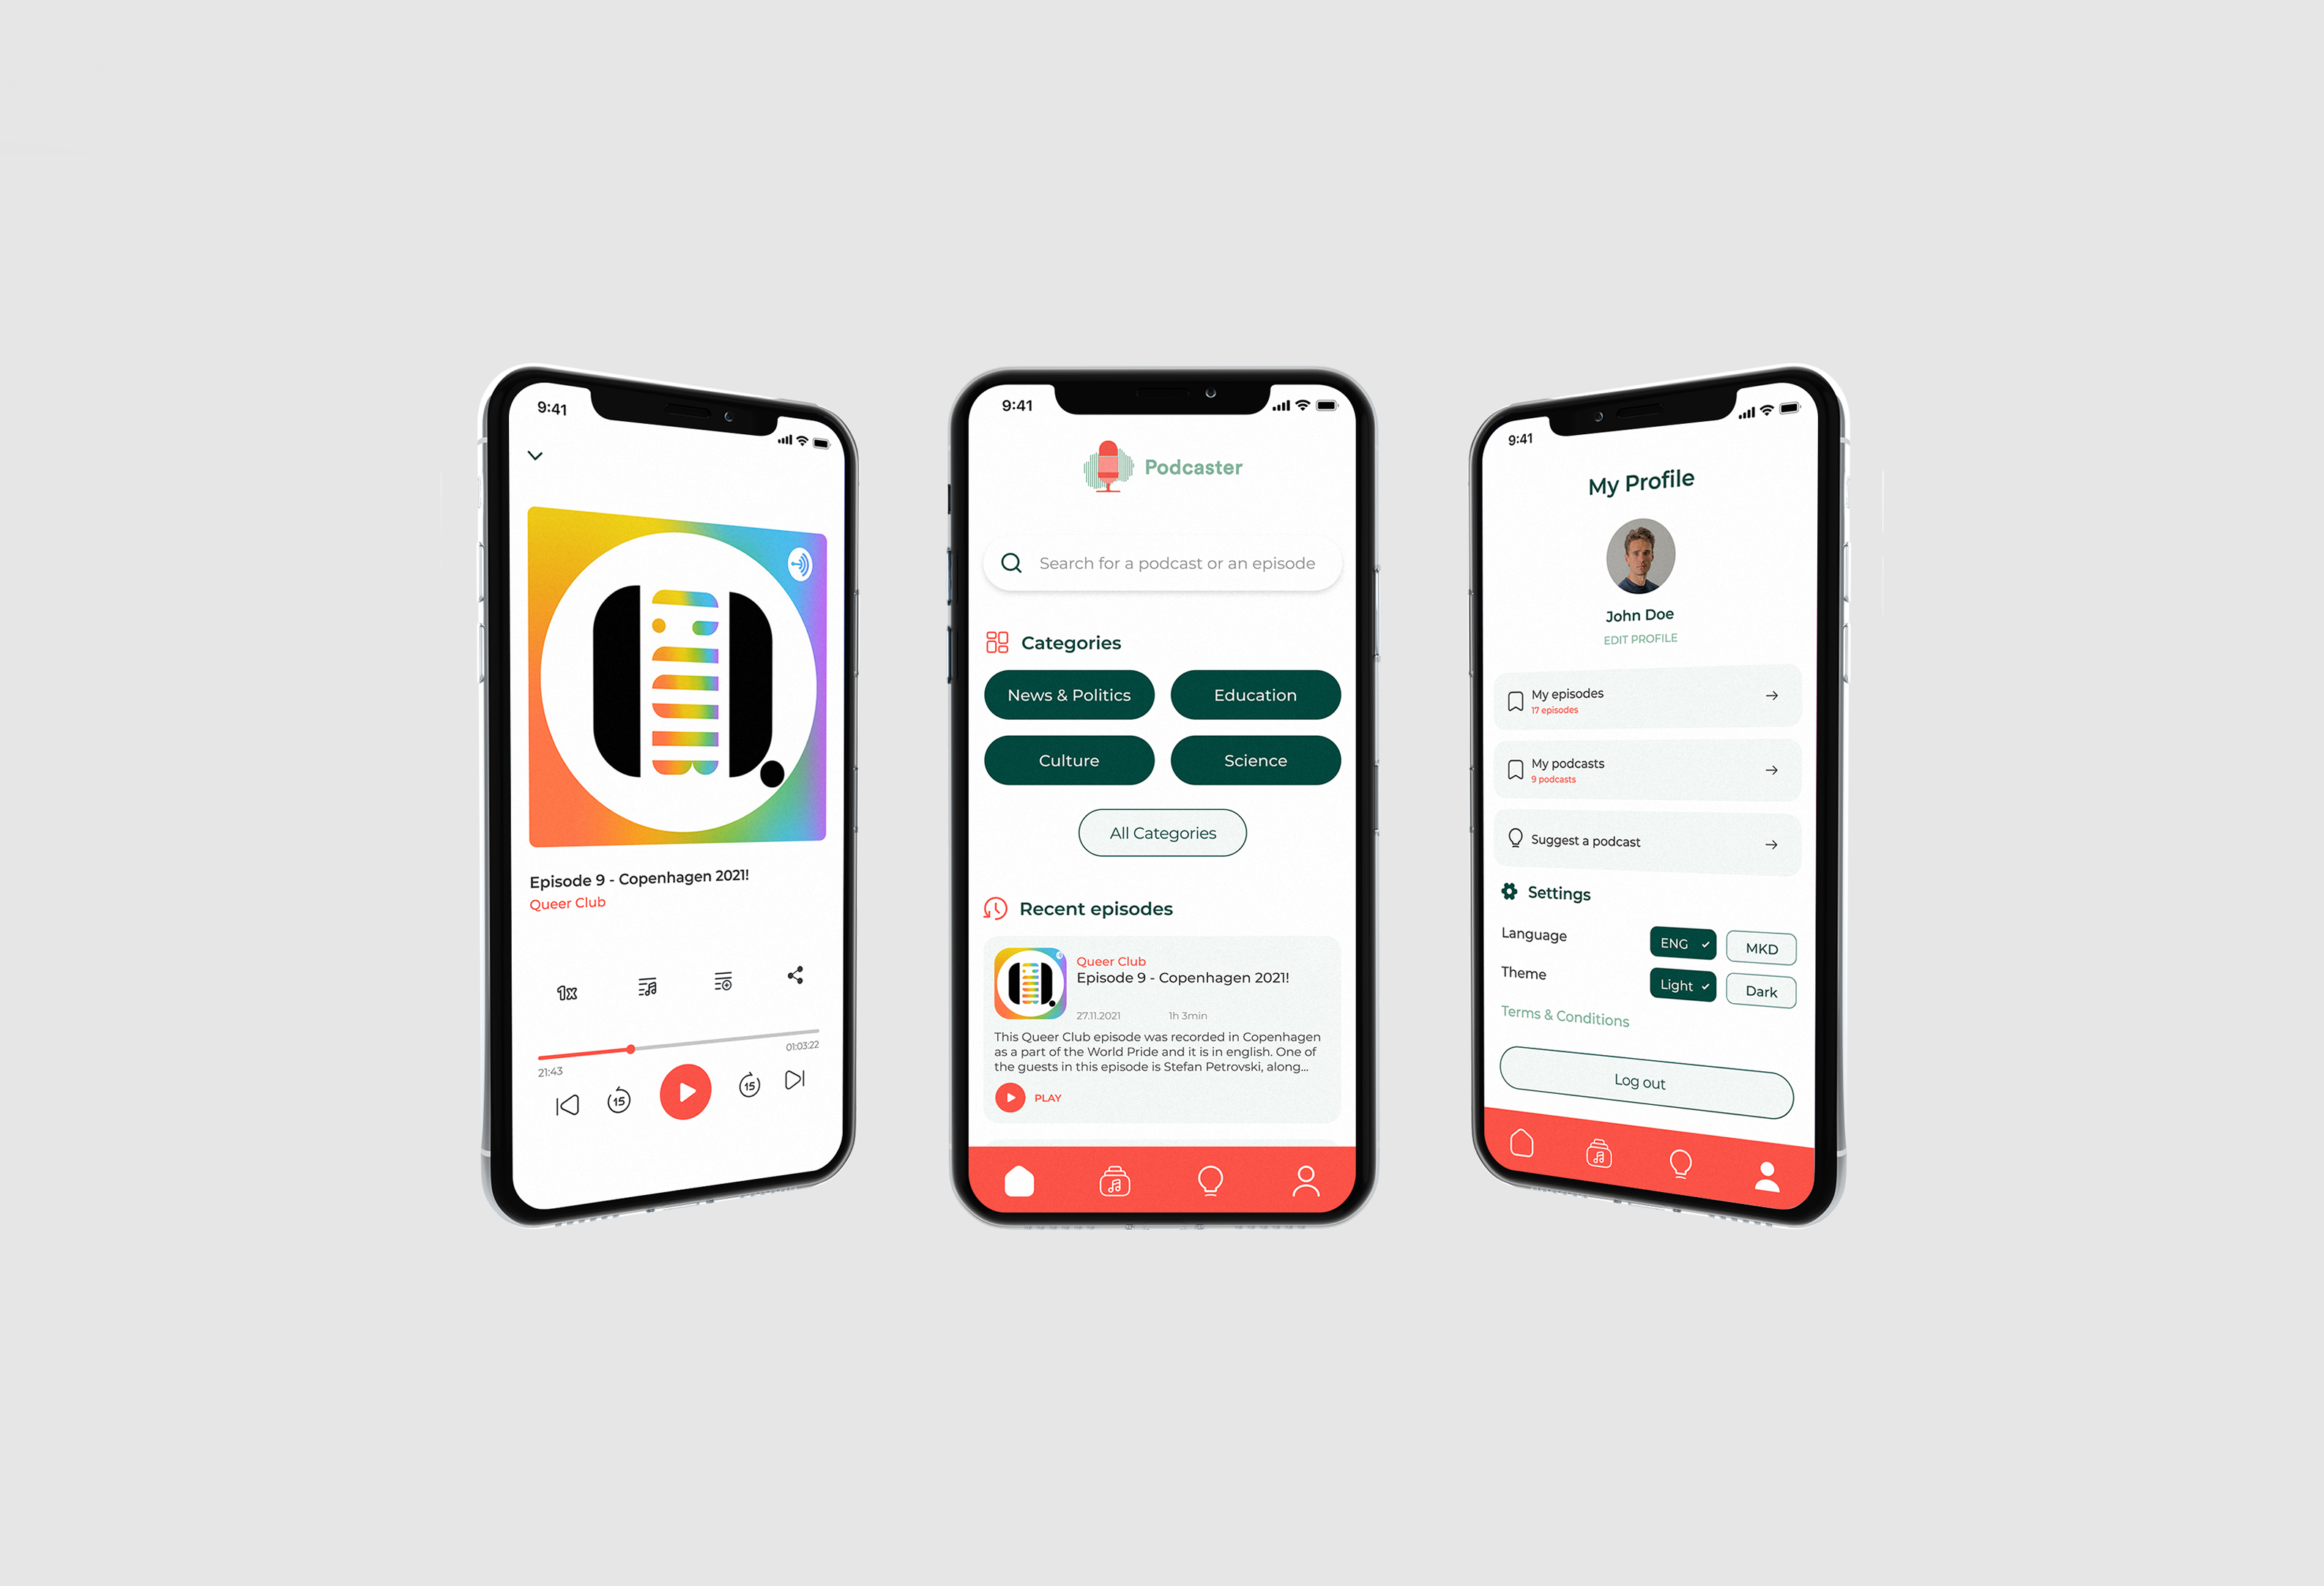 9:41
Episode 9 - Copenhagen 2021!
Queer Club
1x
21:43
01:03:22
15
15
9:41
Podcaster
Search for a podcast or an episode
Categories
News & Politics
Education
Culture
Science
All Categories
Recent episodes
Queer Club
Episode 9 - Copenhagen 2021!
27.11.2021
1h 3min
This Queer Club episode was recorded in Copenhagen
as a part of the World Pride and it is in english. One of
the guests in this episode is Stefan Petrovski, along...
PLAY
9:41
My Profile
John Doe
EDIT PROFILE
My episodes
17 episodes
My podcasts
9 podcasts
Suggest a podcast
Settings
Language
ENG
MKD
Theme
Light
Dark
Terms & Conditions
Log out